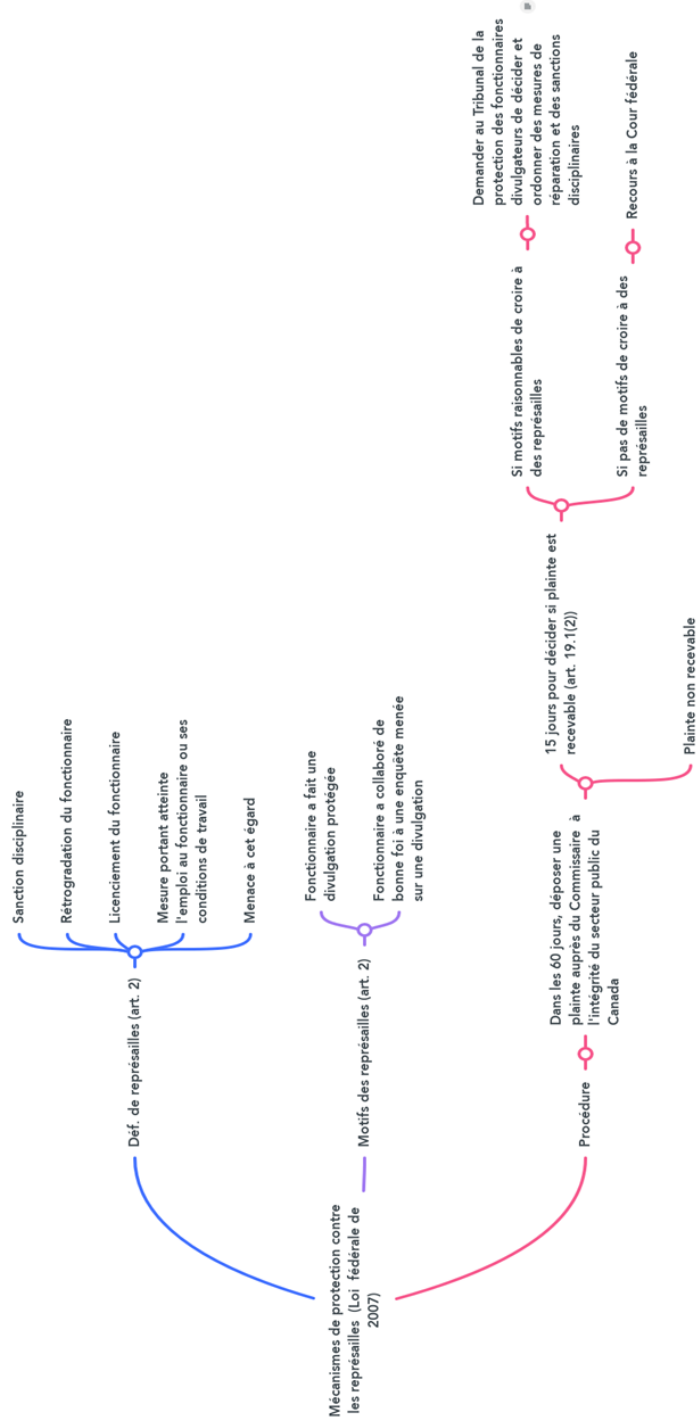 Mécanismes de protection contre
les représailles (Loi fédérale de
2007)
Déf. de représailles (art. 2)
Sanction disciplinaire
Rétrogradation du fonctionnaire
Licenciement du fonctionnaire
Mesure portant atteinte
l'emploi au fonctionnaire ou ses
conditions de travail
Menace à cet égard
Motifs des représailles (art. 2)
Fonctionnaire a fait une
divulgation protégée
Fonctionnaire a collaboré de
bonne foi à une enquête menée
sur une divulgation
Procédure
Dans les 60 jours, déposer une
plainte auprès du Commissaire à
l'intégrité du secteur public du
Canada
15 jours pour décider si plainte est
recevable (art. 19.1(2))
Si motifs raisonnables de croire à
des représailles
Demander au Tribunal de la
protection des fonctionnaires
divulgateurs de décider et
ordonner des mesures de
réparation et des sanctions
disciplinaires
Si pas de motifs de croire à des
représailles
Recours à la Cour fédérale
Plainte non recevable